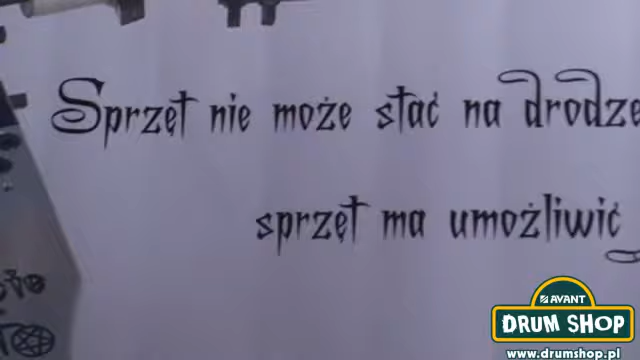 Sprzęt nie może stać na drodze
sprzęt ma umożliwić
AVANT
DRUM SHOP
www.drumshop.pl